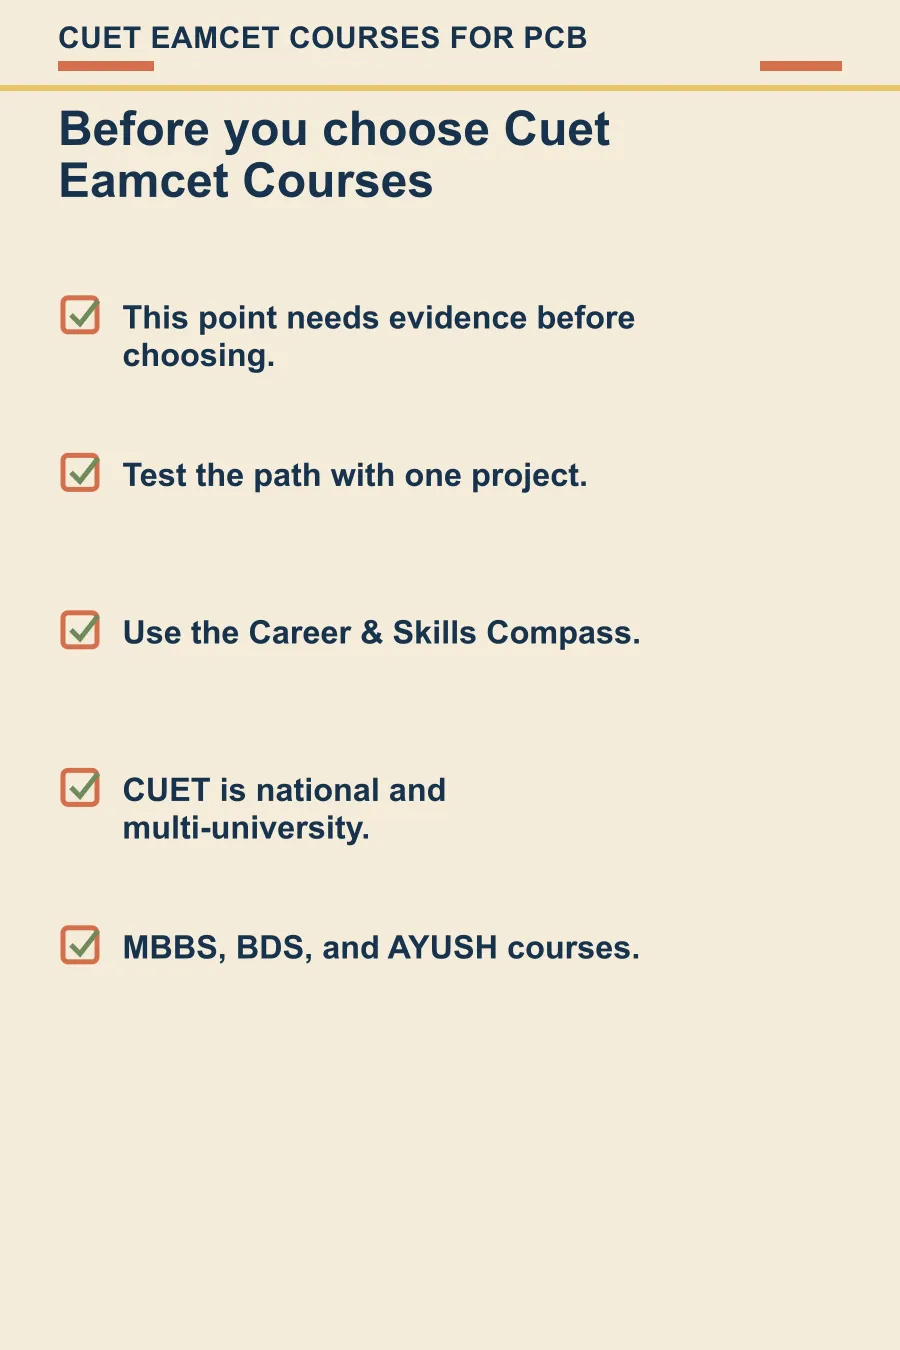 CUET EAMCET COURSES FOR PCB
Before you choose Cuet
Eamcet Courses
This point needs evidence before
choosing.
Test the path with one project.
Use the Career & Skills Compass.
CUET is national and
multi-university.
MBBS, BDS, and AYUSH courses.